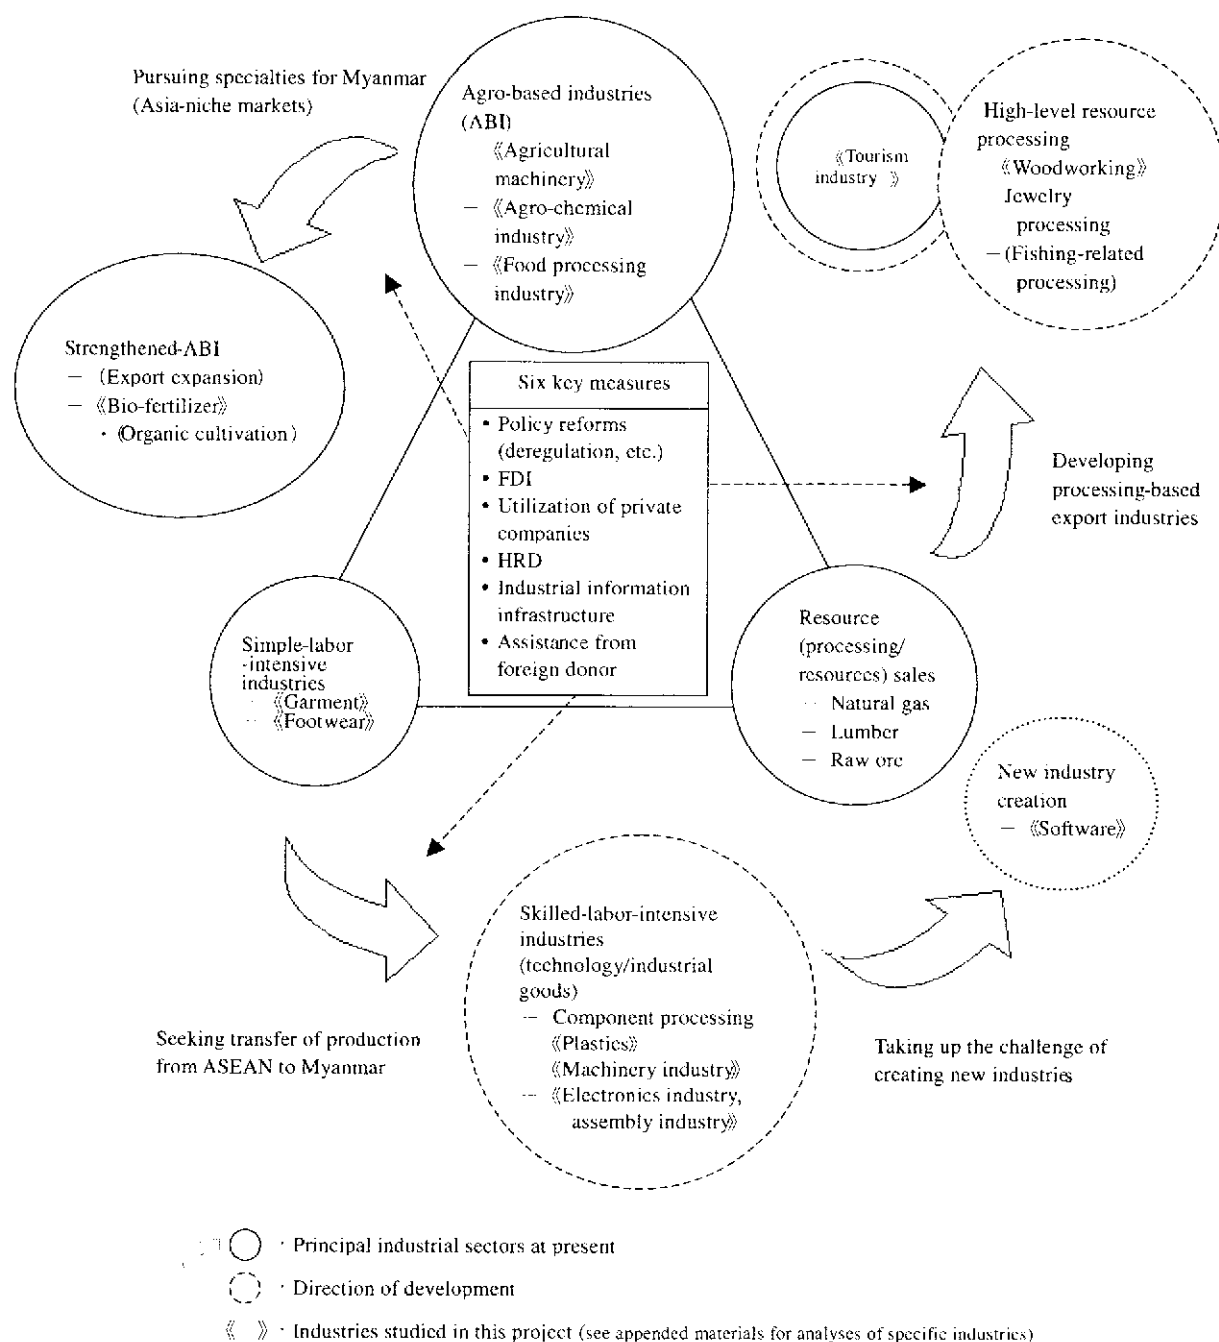 Pursuing specialties for Myanmar
(Asia-niche markets)
Agro-based industries
(ABI)
《Agricultural
machinery》
– 《Agro-chemical
industry》
– 《Food processing
industry》
《Tourism
industry 》
High-level resource
processing
《Woodworking》
Jewelry
processing
– (Fishing-related
processing)
Strengthened-ABI
– (Export expansion)
– 《Bio-fertilizer》
・(Organic cultivation)
Six key measures
• Policy reforms
(deregulation, etc.)
• FDI
• Utilization of private
companies
• HRD
• Industrial information
infrastructure
• Assistance from
foreign donor
Developing
processing-based
export industries
Simple-labor
-intensive
industries
– 《Garment》
– 《Footwear》
Resource
(processing/
resources) sales
– Natural gas
– Lumber
– Raw ore
New industry
creation
– 《Software》
Skilled-labor-intensive
industries
(technology/industrial
goods)
– Component processing
《Plastics》
《Machinery industry》
– 《Electronics industry,
assembly industry》
Seeking transfer of production
from ASEAN to Myanmar
Taking up the challenge of
creating new industries
・Principal industrial sectors at present
・Direction of development
《 》・Industries studied in this project (see appended materials for analyses of specific industries)